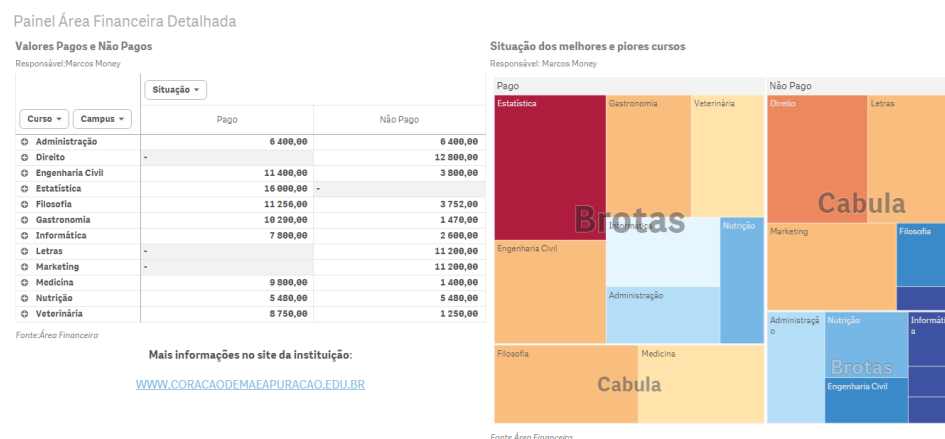 Painel Área Financeira Detalhada
Valores Pagos e Não Pagos
Responsável:Marcos Money
Situação
Curso Campus Pago Não Pago
Administração 6 400,00 6 400,00
Direito - 12 800,00
Engenharia Civil 11 400,00 3 800,00
Estatística 16 000,00 -
Filosofia 11 256,00 3 752,00
Gastronomia 10 290,00 1 470,00
Informática 7 800,00 2 600,00
Letras - 11 200,00
Marketing - 11 200,00
Medicina 9 800,00 1 400,00
Nutrição 5 480,00 5 480,00
Veterinária 8 750,00 1 250,00
Fonte:Área Financeira
Mais informações no site da instituição:
WWW.CORACAODEMAEAPURACAO.EDU.BR
Situação dos melhores e piores cursos
Responsável: Marcos Money
Pago
Estatística Gastronomia Veterinária
Brotas
Informática Nutrição
Engenharia Civil
Administração
Filosofia Medicina
Cabula
Não Pago
Direito Letras
Cabula
Marketing Filosofia
Administraçã
o
Nutrição
Informáti
a
Brotas
Engenharia Civil
Fonte Área Financeira